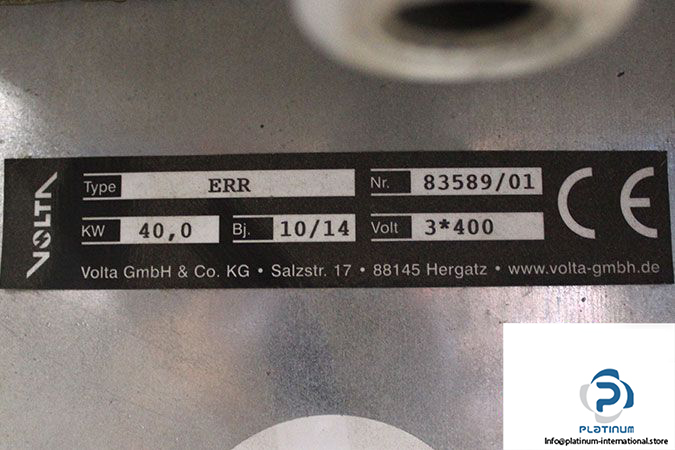 VOLTA
Type ERR Nr. 83589/01
KW 40,0 Bj. 10/14 Volt 3*400
CE
Volta GmbH & Co. KG • Salzstr. 17 • 88145 Hergatz • www.volta-gmbh.de
P
PLATINUM
Info@platinum-international.store